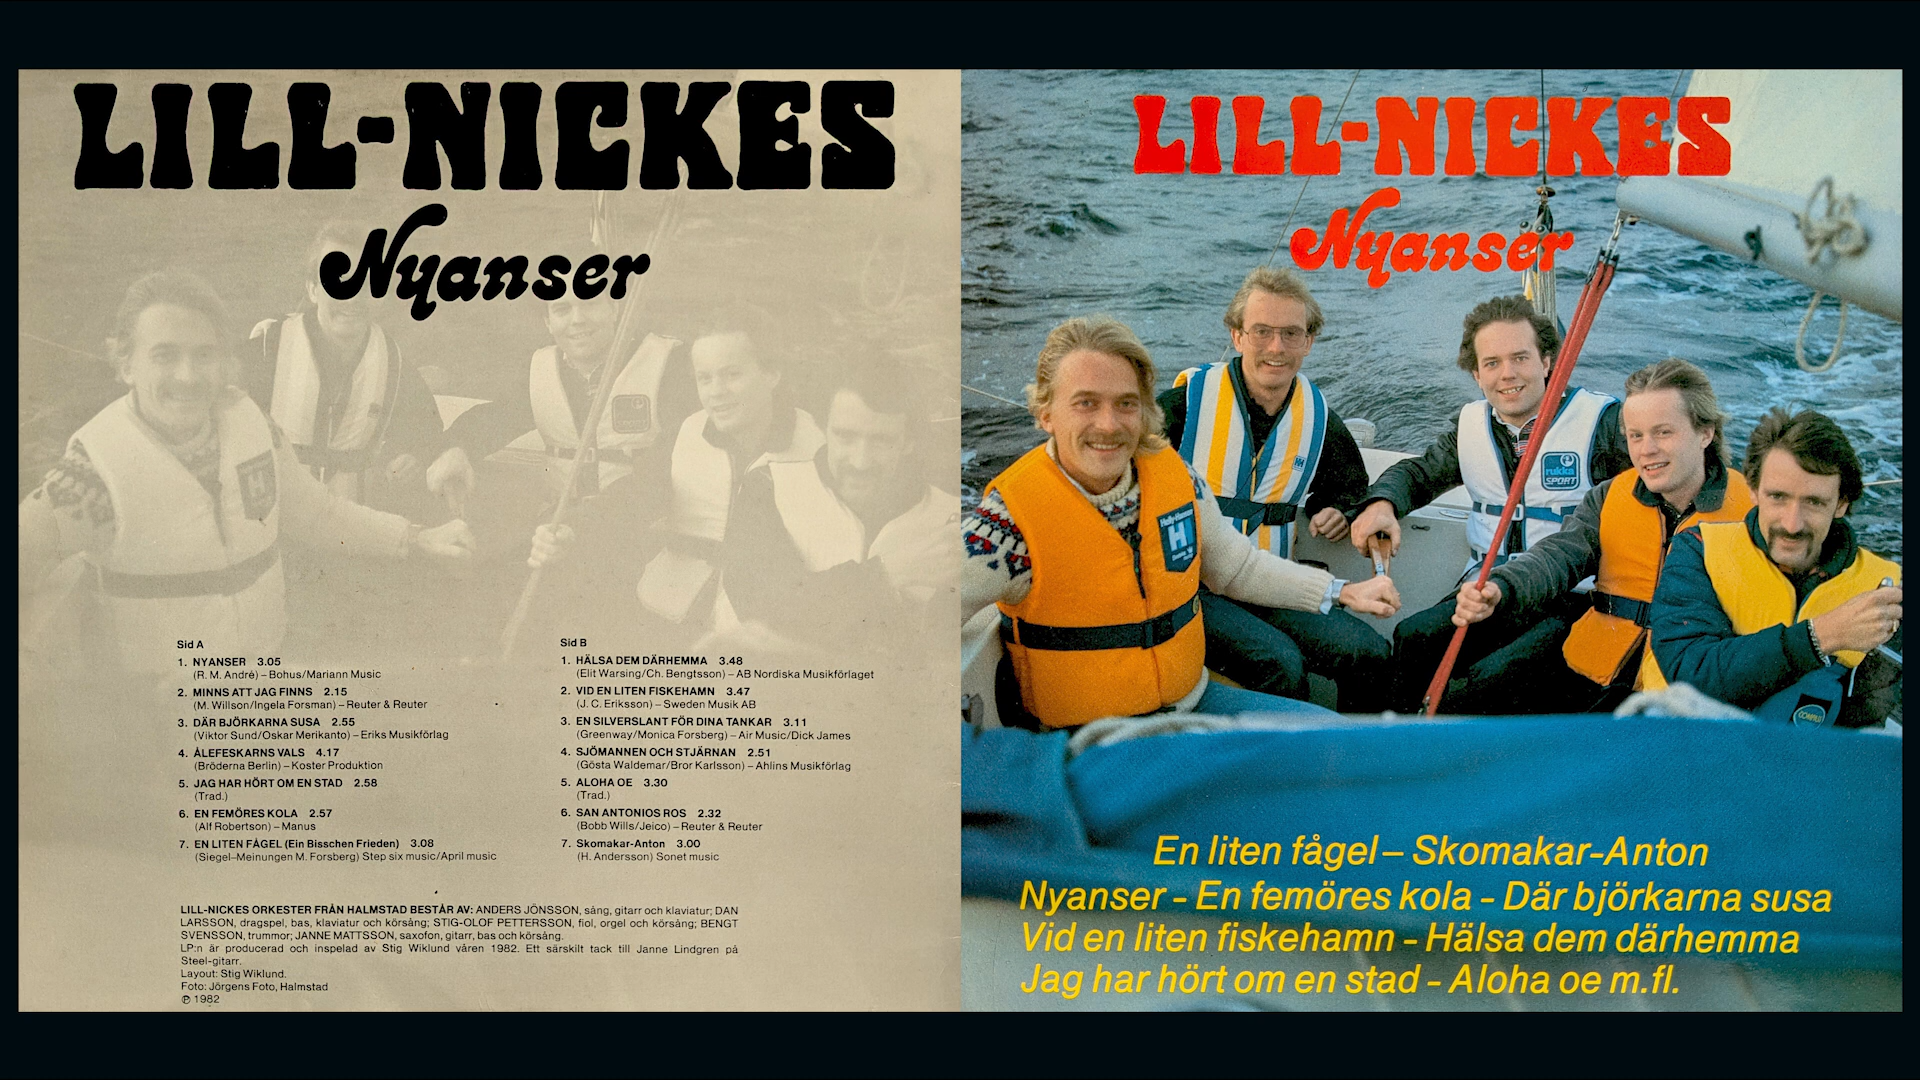 LILL-NICKES
Nyanser
Sid A
1. NYANSER 3.05
(R. M. Andrè) – Bohus/Mariann Music
2. MINNS ATT JAG FINNS 2.15
(M. Willson/Ingela Forsman) – Reuter & Reuter
3. DÄR BJÖRKARNA SUSA 2.55
(Viktor Sund/Oskar Merikanto) – Eriks Musikförlag
4. ÅLEFESKARNS VALS 4.17
(Bröderna Berlin) – Koster Produktion
5. JAG HAR HÖRT OM EN STAD 2.58
(Trad.)
6. EN FEMÖRES KOLA 2.57
(Alf Robertson) – Manus
7. EN LITEN FÅGEL (Ein Bisschen Frieden) 3.08
(Siegel–Meinungen M. Forsberg) Step six music/April music
Sid B
1. HÄLSA DEM DÄRHEMMA 3.48
(Elit Warsing/Ch. Bengtsson) – AB Nordiska Musikförlaget
2. VID EN LITEN FISKEHAMN 3.47
(J. C. Eriksson) – Sweden Musik AB
3. EN SILVERSLANT FÖR DINA TANKAR 3.11
(Greenway/Monica Forsberg) – Air Music/Dick James
4. SJÖMANNEN OCH STJÄRNAN 2.51
(Gösta Waldemar/Bror Karlsson) – Ahlins Musikförlag
5. ALOHA OE 3.30
(Trad.)
6. SAN ANTONIOS ROS 2.32
(Bobb Wills/Jeico) – Reuter & Reuter
7. Skomakar-Anton 3.00
(H. Andersson) Sonet music
LILL-NICKES ORKESTER FRÅN HALMSTAD BESTÅR AV: ANDERS JÖNSSON, sång, gitarr och klaviatur; DAN
LARSSON, dragspel, bas, klaviatur och körsång; STIG-OLOF PETTERSSON, fiol, orgel och körsång; BENGT
SVENSSON, trummor; JANNE MATTSSON, saxofon, gitarr, bas och körsång.
LP:n är producerad och inspelad av Stig Wiklund våren 1982. Ett särskilt tack till Janne Lindgren på
Steel-gitarr.
Layout: Stig Wiklund.
Foto: Jörgens Foto, Halmstad
℗ 1982
LILL-NICKES
Nyanser
rukka
SPORT
Helly-Hansen
H
En liten fågel – Skomakar-Anton
Nyanser - En femöres kola - Där björkarna susa
Vid en liten fiskehamn - Hälsa dem därhemma
Jag har hört om en stad - Aloha oe m.fl.